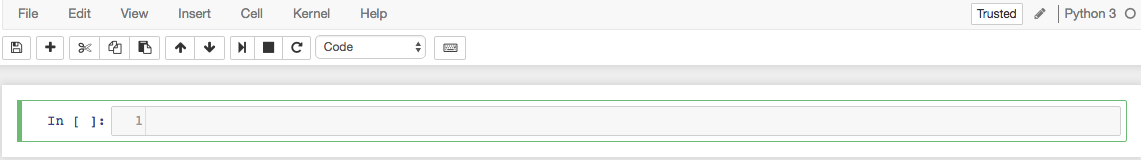 File Edit View Insert Cell Kernel Help Trusted Python 3
Code
In [ ]: 1